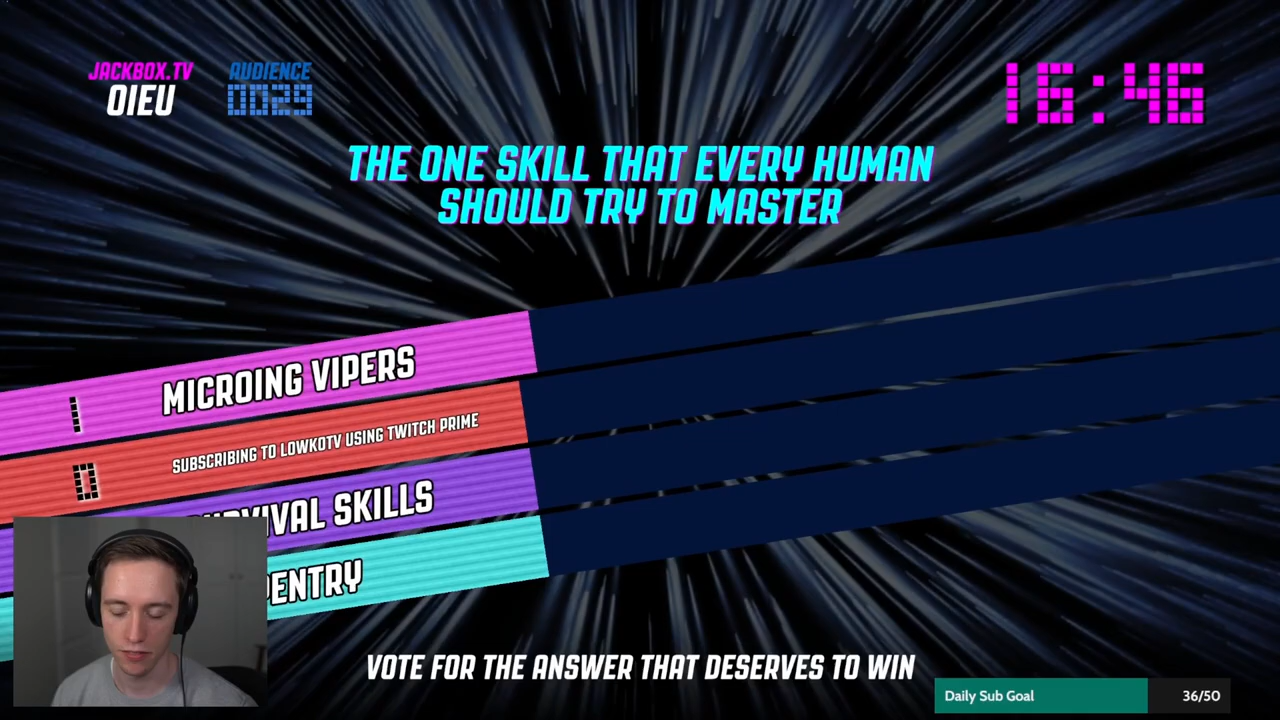 JACKBOX.TV
OIEU
AUDIENCE
0029
16:46
THE ONE SKILL THAT EVERY HUMAN
SHOULD TRY TO MASTER
1 MICROING VIPERS
0 SUBSCRIBING TO LOWKOTV USING TWITCH PRIME
SKILLS
VOTE FOR THE ANSWER THAT DESERVES TO WIN
Daily Sub Goal 36/50